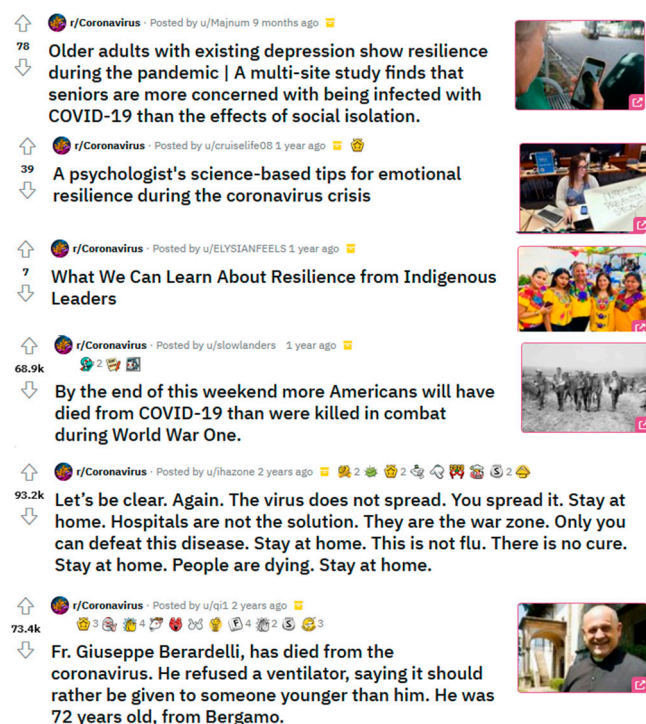 r/Coronavirus · Posted by u/Majnum 9 months ago
78
Older adults with existing depression show resilience
during the pandemic | A multi-site study finds that
seniors are more concerned with being infected with
COVID-19 than the effects of social isolation.
r/Coronavirus · Posted by u/cruiselife08 1 year ago
39
A psychologist's science-based tips for emotional
resilience during the coronavirus crisis
r/Coronavirus · Posted by u/ELYSIANFEELS 1 year ago
7
What We Can Learn About Resilience from Indigenous
Leaders
r/Coronavirus · Posted by u/slowlanders 1 year ago
2
68.9k
By the end of this weekend more Americans will have
died from COVID-19 than were killed in combat
during World War One.
r/Coronavirus · Posted by u/ihazone 2 years ago 2 2 S 2
93.2k
Let’s be clear. Again. The virus does not spread. You spread it. Stay at
home. Hospitals are not the solution. They are the war zone. Only you
can defeat this disease. Stay at home. This is not flu. There is no cure.
Stay at home. People are dying. Stay at home.
r/Coronavirus · Posted by u/qi1 2 years ago
3 4 F 4 2 S 3
73.4k
Fr. Giuseppe Berardelli, has died from the
coronavirus. He refused a ventilator, saying it should
rather be given to someone younger than him. He was
72 years old, from Bergamo.